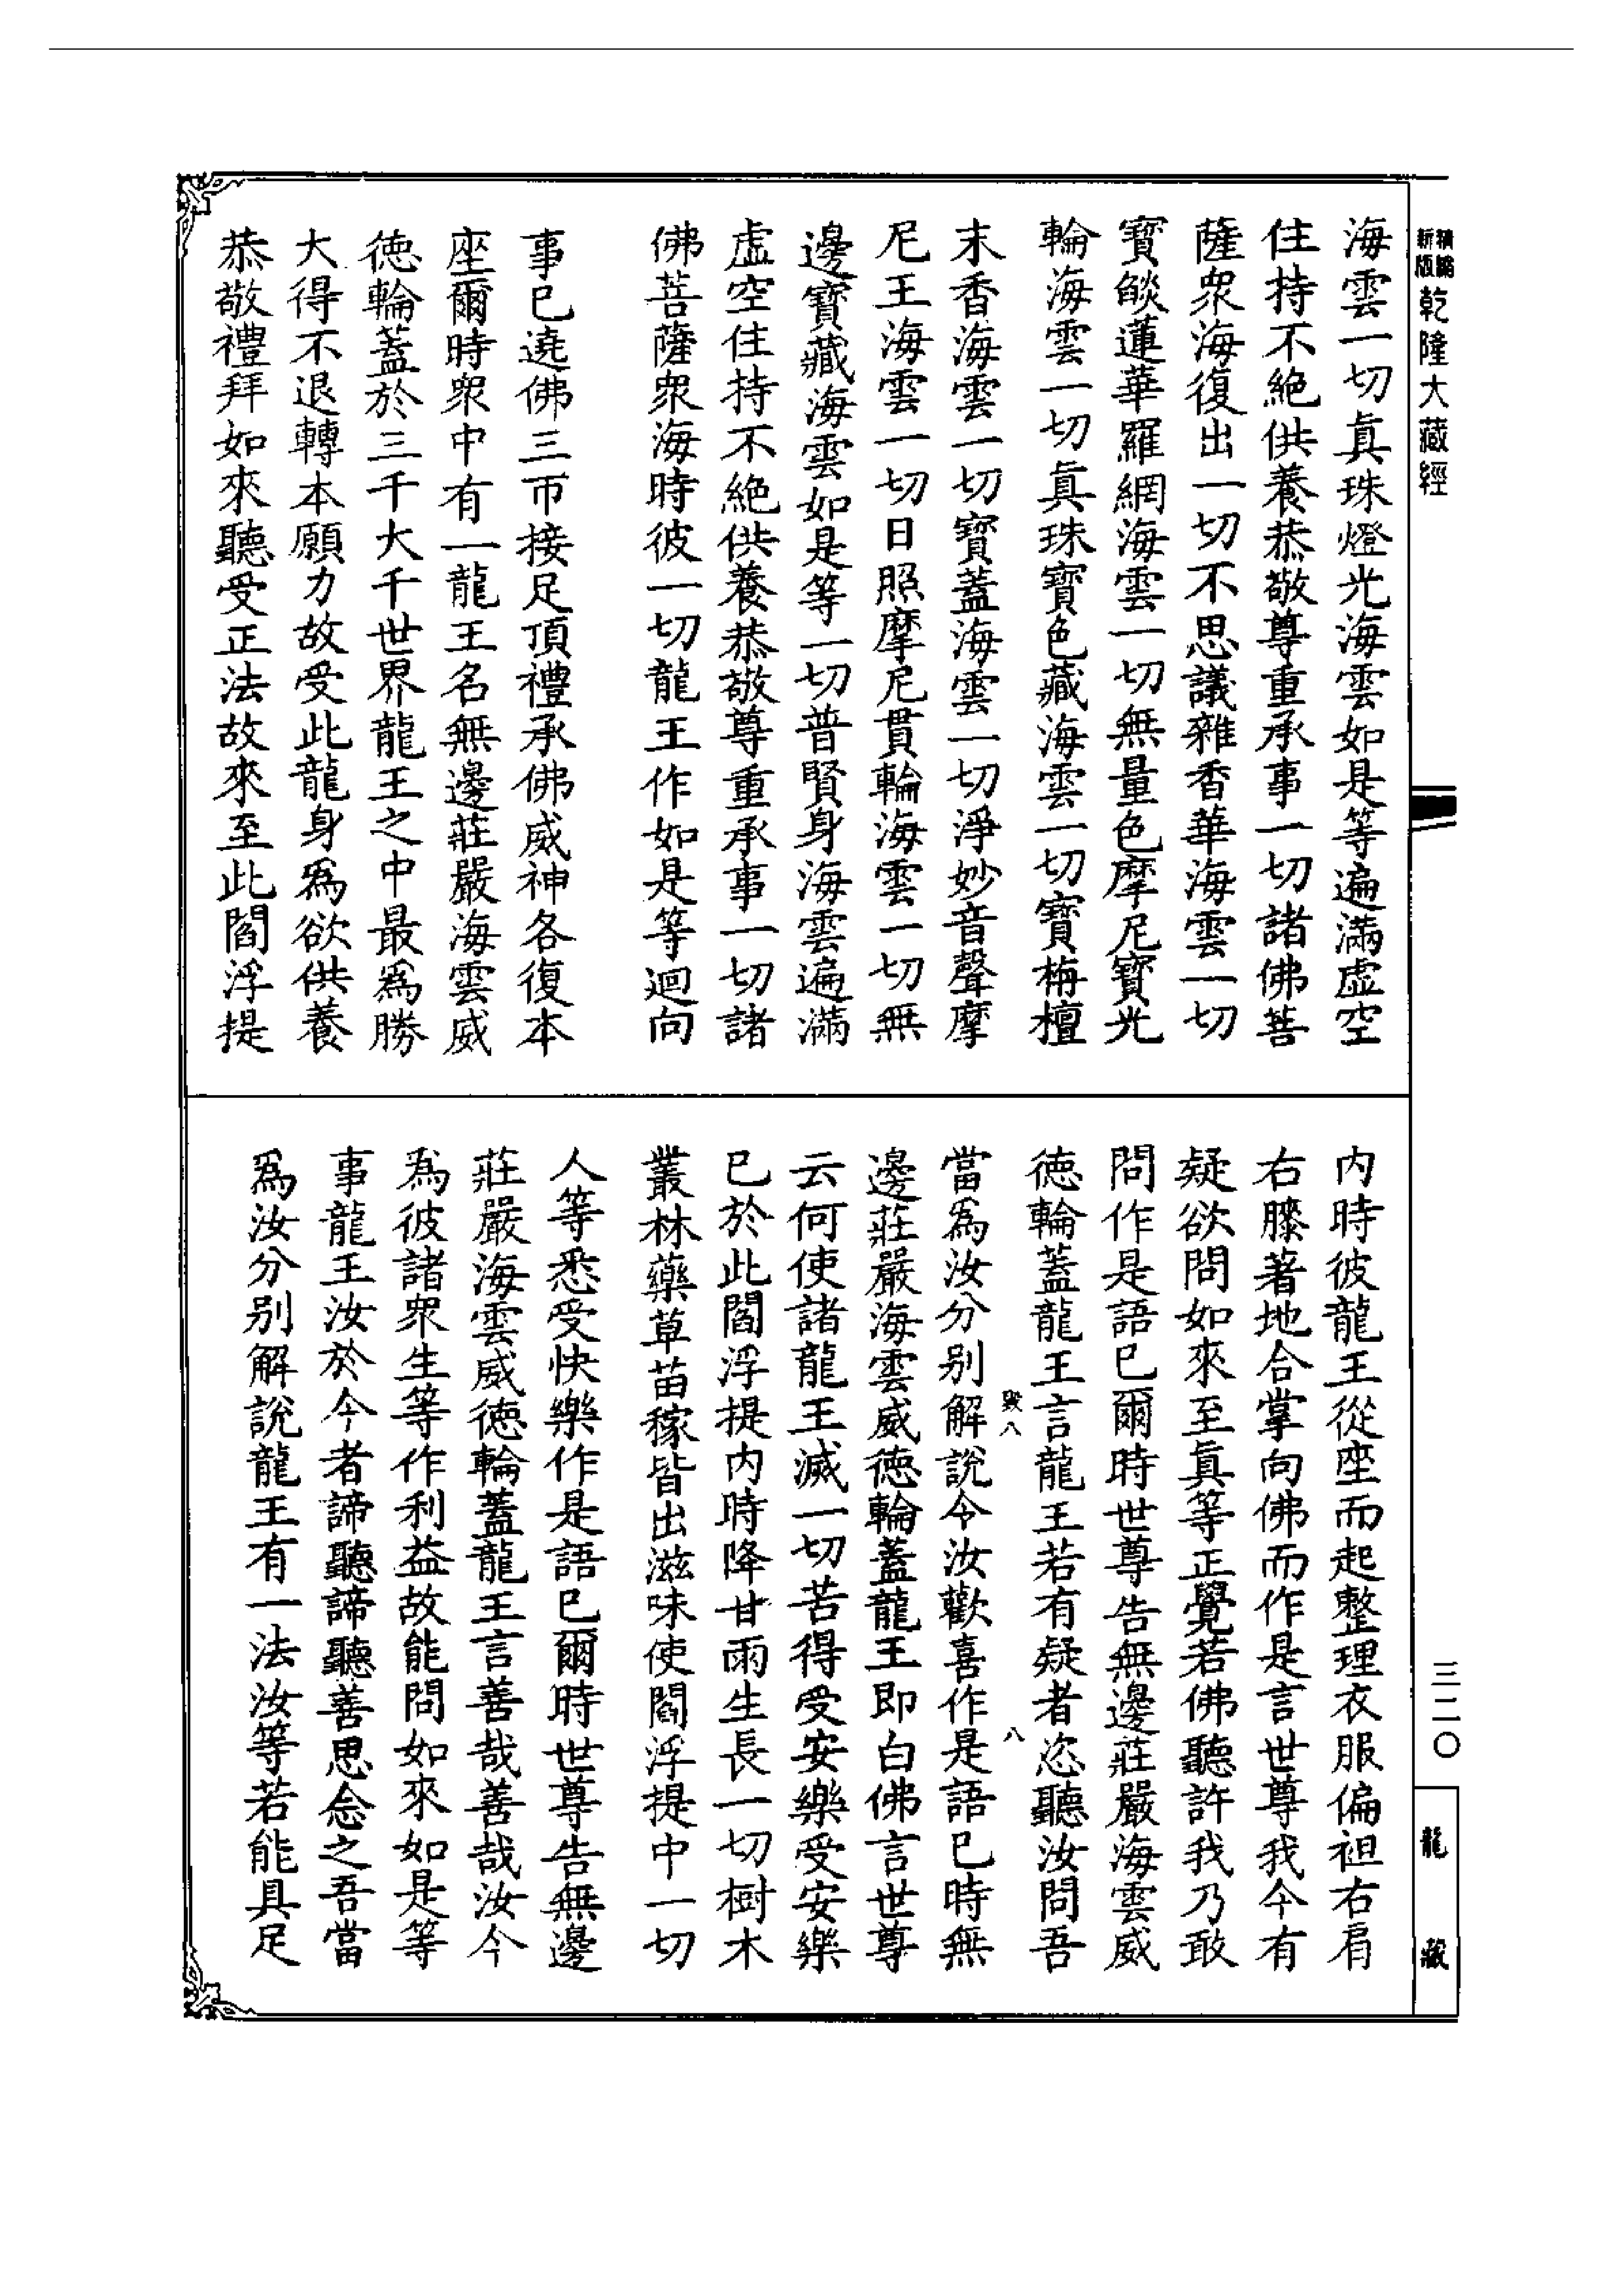 精編新版乾隆大藏經
海雲一切眞珠燈光海雲如是等遍滿虛空
住持不絶供養恭敬尊重承事一切諸佛菩
薩衆海復出一切不思議雜香華海雲一切
寶𦦨蓮華羅網海雲一切無量色摩尼寶光
輪海雲一切眞珠寶色藏海雲一切寶栴檀
末香海雲一切寶蓋海雲一切淨妙音聲摩
尼王海雲一切日照摩尼貫輪海雲一切無
邊寶藏海雲如是等一切普賢身海雲遍滿
虛空住持不絶供養恭敬尊重承事一切諸
佛菩薩衆海時彼一切龍王作如是等迴向
事已遶佛三帀接足頂禮承佛威神各復本
座爾時衆中有一龍王名無邊莊嚴海雲威
德輪蓋於三千大千世界龍王之中最爲勝
大得不退轉本願力故受此龍身爲欲供養
恭敬禮拜如來聽受正法故來至此閻浮提
内時彼龍王從座而起整理衣服偏袒右肩
右膝著地合掌向佛而作是言世尊我今有
疑欲問如來至眞等正覺若佛聽許我乃敢
問作是語已爾時世尊告無邊莊嚴海雲威
德輪蓋龍王言龍王若有疑者恣聽汝問吾
當爲汝分别解說令汝歡喜作是語已時無
邊莊嚴海雲威德輪蓋龍王即白佛言世尊
云何使諸龍王滅一切苦得受安樂受安樂
已於此閻浮提内時降甘雨生長一切樹木
叢林藥草苗稼皆出滋味使閻浮提中一切
人等悉受快樂作是語已爾時世尊告無邊
莊嚴海雲威德輪蓋龍王言善哉善哉汝今
爲彼諸衆生等作利益故能問如來如是等
事龍王汝於今者諦聽諦聽善思念之吾當
爲汝分别解說龍王有一法汝等若能具足
毀八
八
三二〇
龍藏